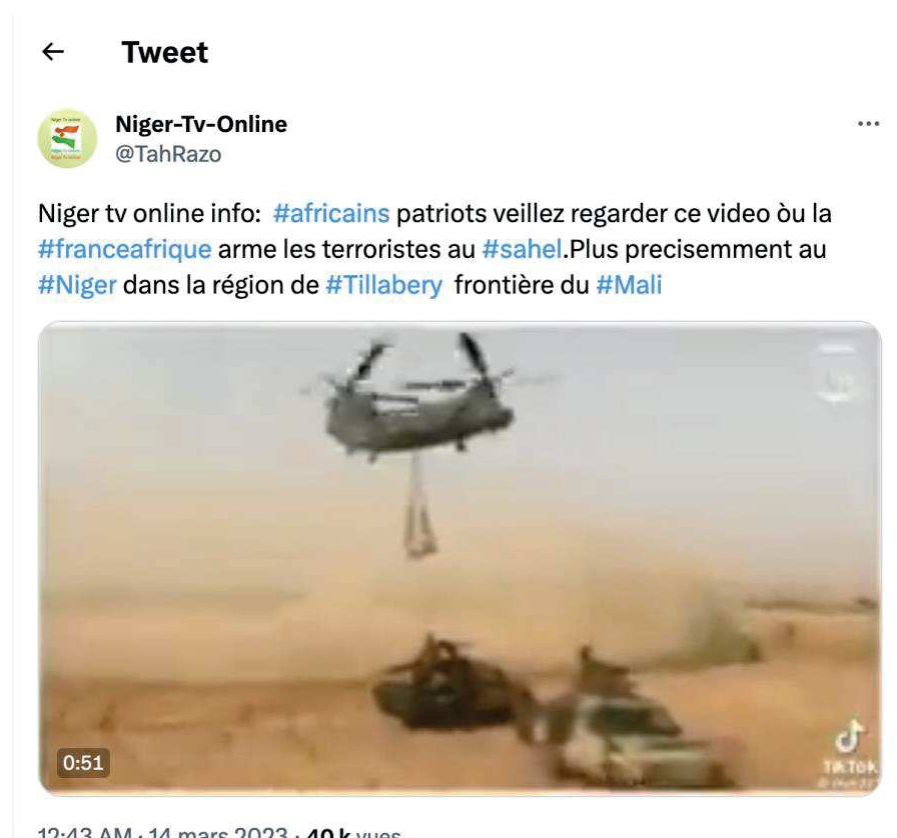 Tweet
Niger-Tv-Online
@TahRazo
Niger tv online info: #africains patriots veillez regarder ce video òu la
#franceafrique arme les terroristes au #sahel.Plus precisemment au
#Niger dans la région de #Tillabery frontière du #Mali
0:51
TikTok
12:43 AM · 14 mars 2023 · 40 k vues